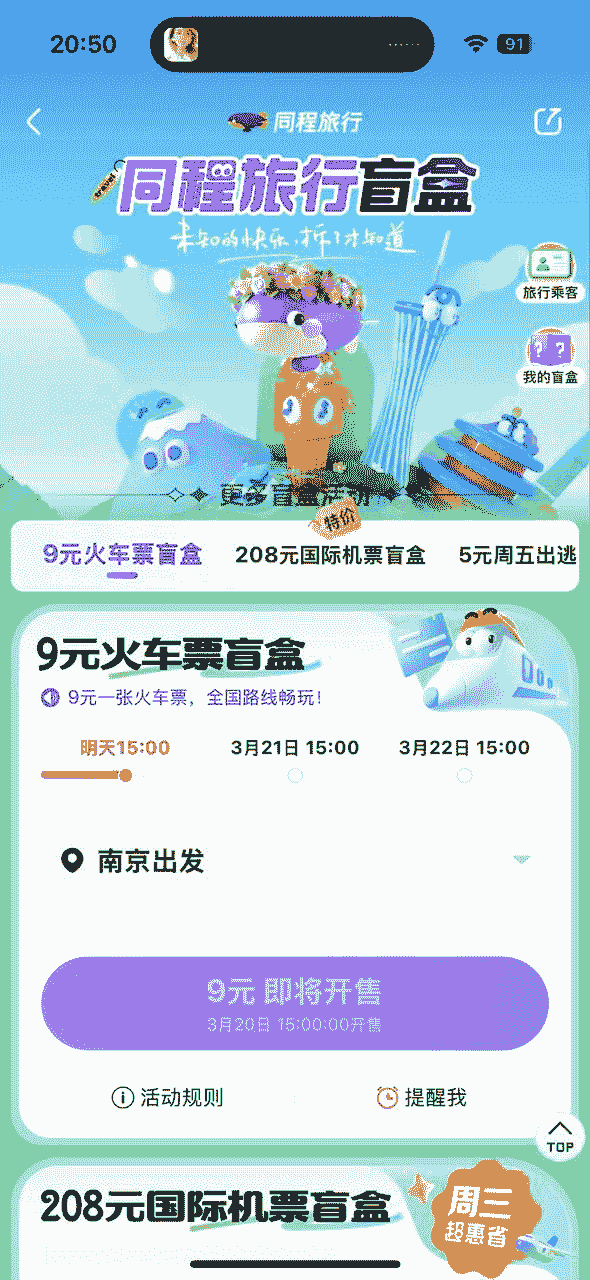 20:50
91
同程旅行
同程旅行盲盒
未知的快乐,拆了才知道
旅行乘客
我的盲盒
更多盲盒活动
特价
9元火车票盲盒
208元国际机票盲盒
5元周五出逃
9元火车票盲盒
9元一张火车票，全国路线畅玩！
明天15:00
3月21日 15:00
3月22日 15:00
南京出发
9元 即将开售
3月20日 15:00:00开售
活动规则
提醒我
TOP
208元国际机票盲盒
周三
超惠省